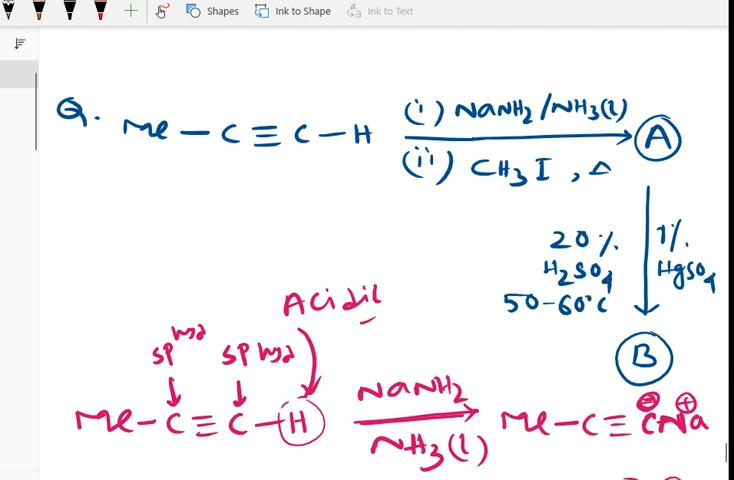 Shapes Ink to Shape Ink to Text
Q. Me — C ≡ C — H (i) NaNH2 / NH3(l) A
(ii) CH3I , Δ
20 %. 1%.
H2SO4 HgSO4
50-60°C
B
Acidic
SP hyd SP hyd
Me - C ≡ C - H NaNH2 Me - C ≡ C⊖ Na⊕
NH3(l)